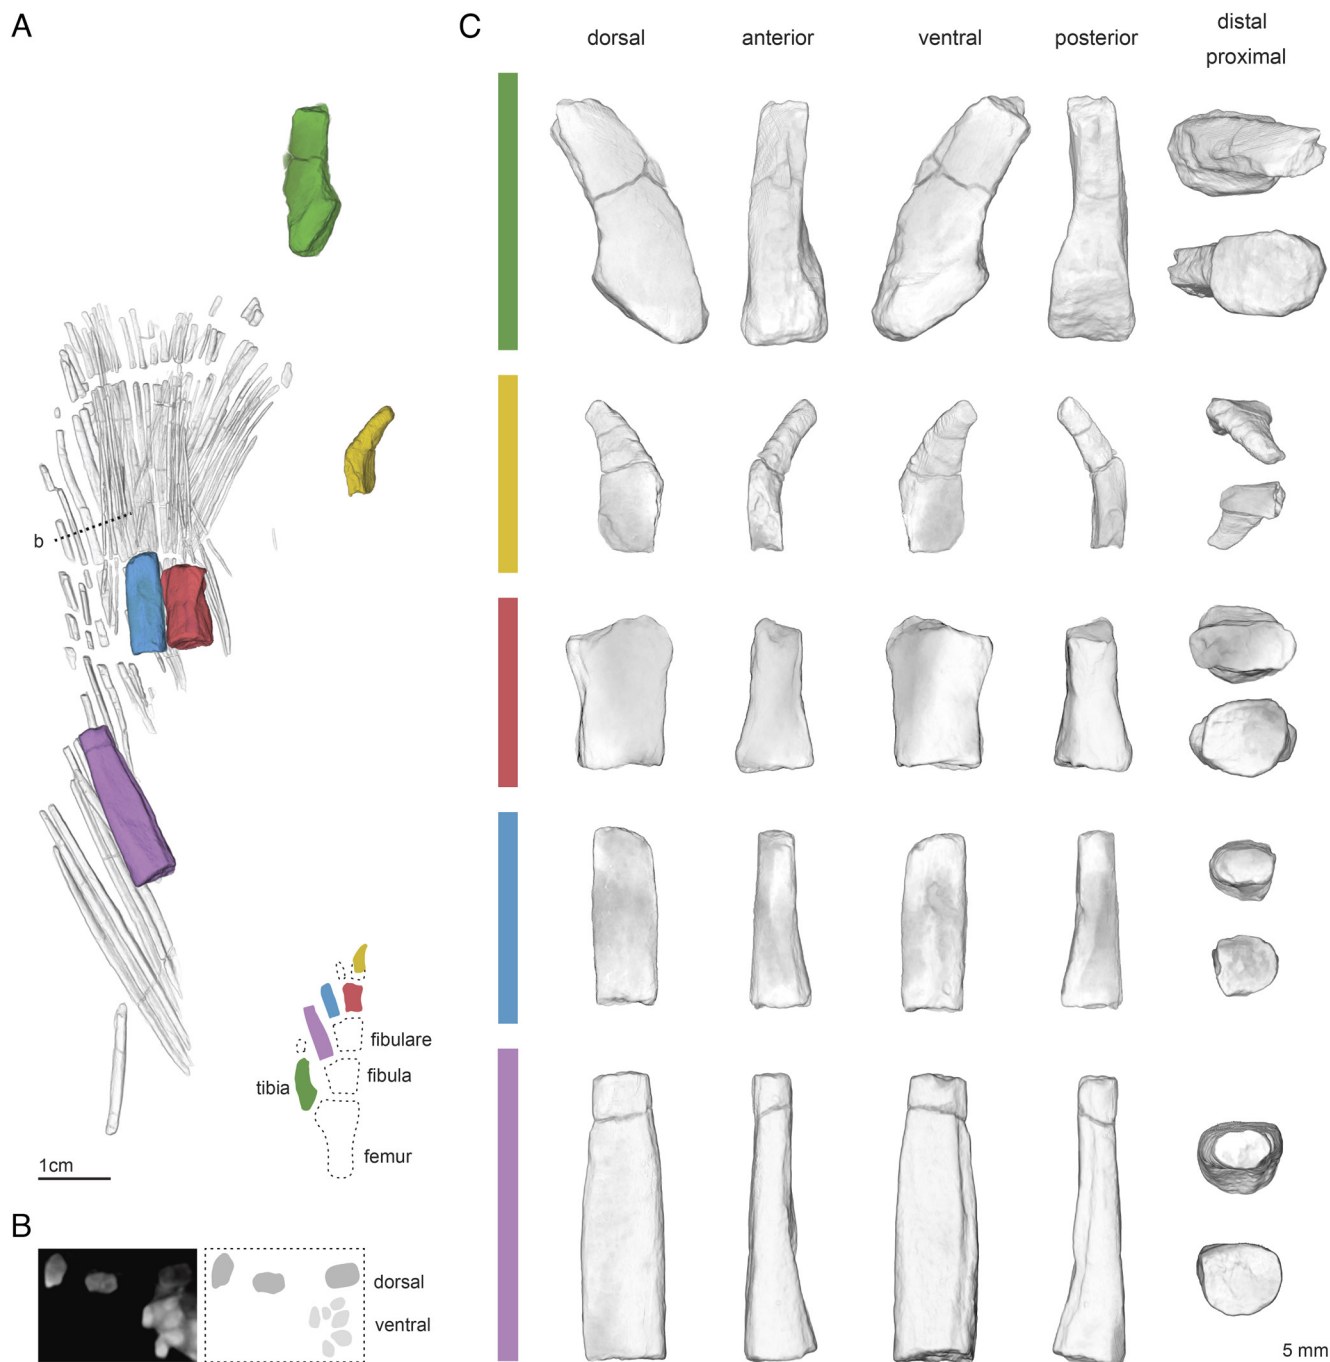 A
b
tibia
fibulare
fibula
femur
1cm
B
dorsal
ventral
C
dorsal
anterior
ventral
posterior
distal
proximal
5 mm